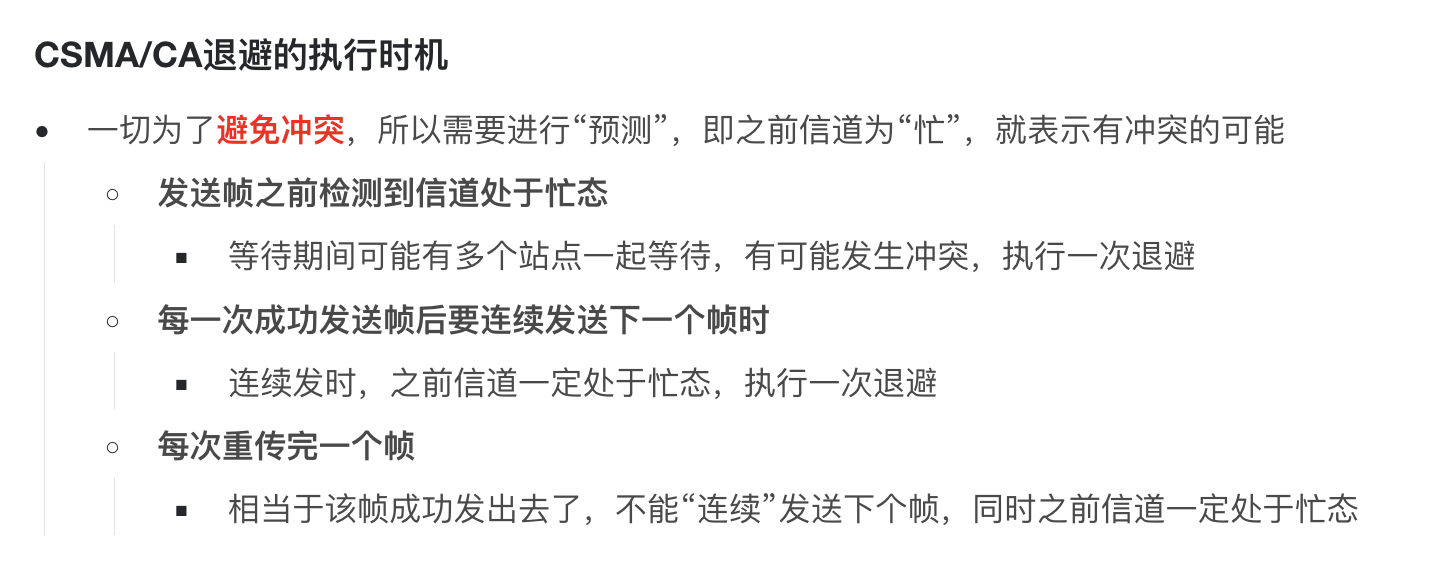 CSMA/CA退避的执行时机
一切为了避免冲突，所以需要进行“预测”，即之前信道为“忙”，就表示有冲突的可能
发送帧之前检测到信道处于忙态
等待期间可能有多个站点一起等待，有可能发生冲突，执行一次退避
每一次成功发送帧后要连续发送下一个帧时
连续发时，之前信道一定处于忙态，执行一次退避
每次重传完一个帧
相当于该帧成功发出去了，不能“连续”发送下个帧，同时之前信道一定处于忙态